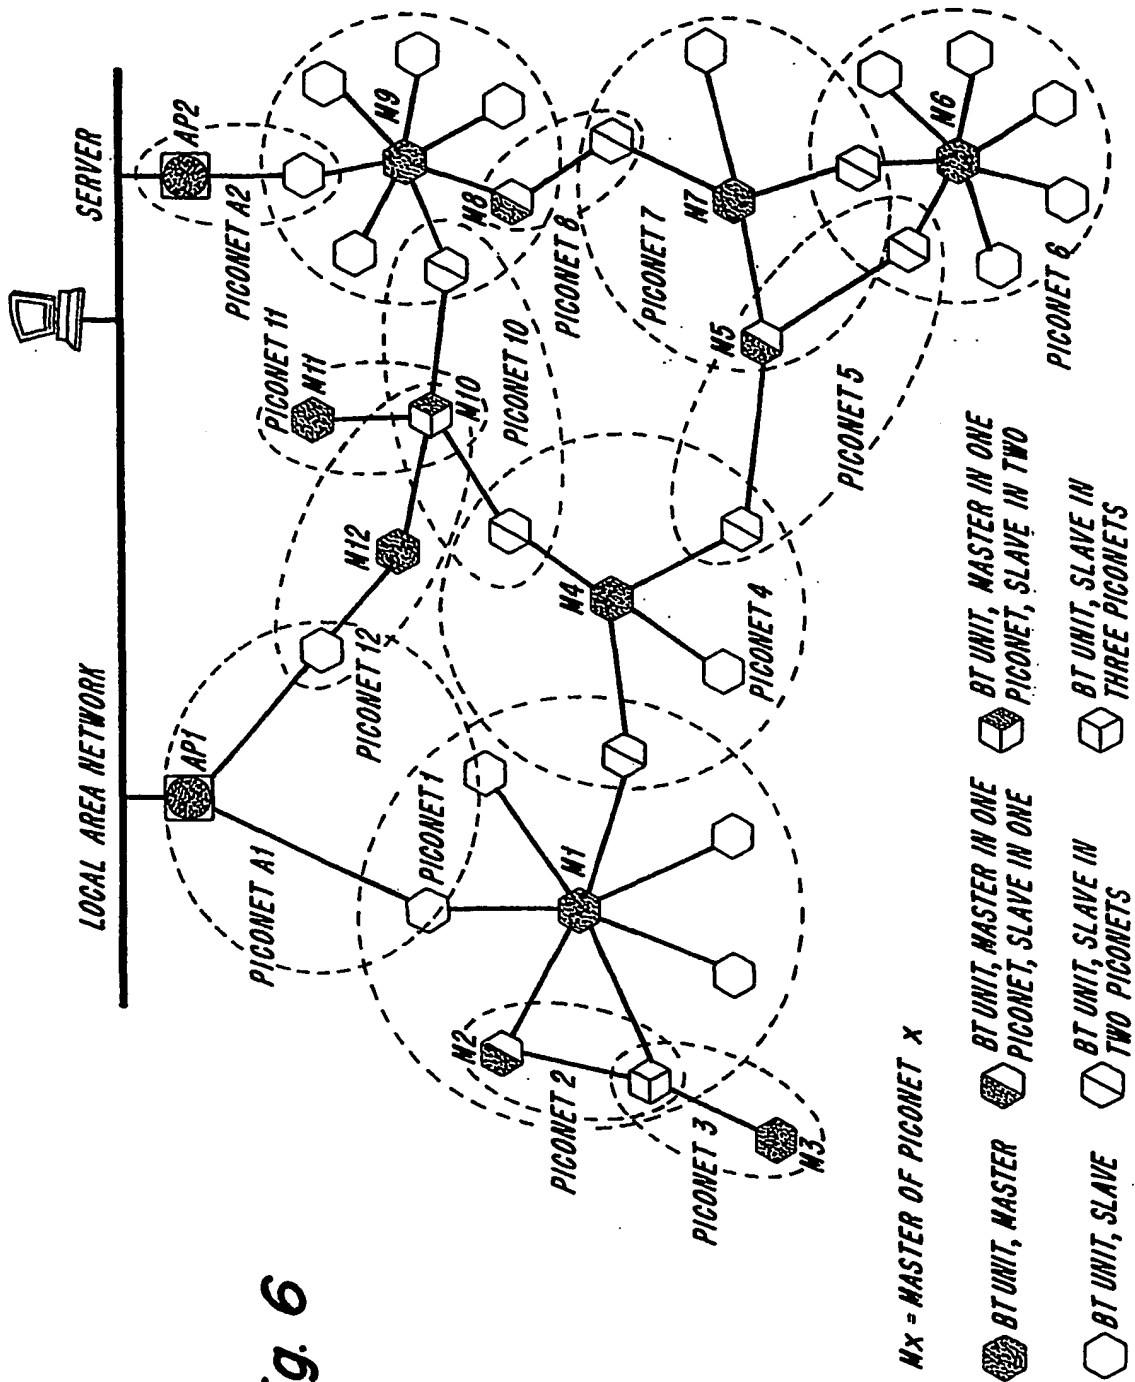 LOCAL AREA NETWORK
SERVER
AP1
AP2
PICONET A1
PICONET A2
PICONET 11
M11
M9
PICONET 12
M12
M10
PICONET 10
M8
PICONET 8
PICONET 1
M1
M2
PICONET 2
PICONET 3
M3
M4
PICONET 4
M5
PICONET 5
M7
PICONET 7
M6
PICONET 6
g. 6
Mx = MASTER OF PICONET x
BT UNIT, MASTER
BT UNIT, MASTER IN ONE
PICONET, SLAVE IN ONE
BT UNIT, MASTER IN ONE
PICONET, SLAVE IN TWO
BT UNIT, SLAVE
BT UNIT, SLAVE IN
TWO PICONETS
BT UNIT, SLAVE IN
THREE PICONETS